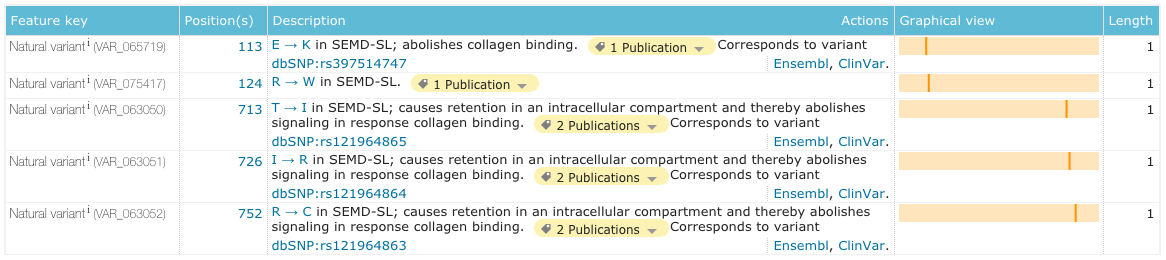 Feature key Position(s) Description Actions Graphical view Length
Natural variant i (VAR_065719) 113 E → K in SEMD-SL; abolishes collagen binding. 1 Publication Corresponds to variant 1
dbSNP:rs397514747 Ensembl, ClinVar.
Natural variant i (VAR_075417) 124 R → W in SEMD-SL. 1 Publication 1
Natural variant i (VAR_063050) 713 T → I in SEMD-SL; causes retention in an intracellular compartment and thereby abolishes 1
signaling in response collagen binding. 2 Publications Corresponds to variant
dbSNP:rs121964865 Ensembl, ClinVar.
Natural variant i (VAR_063051) 726 I → R in SEMD-SL; causes retention in an intracellular compartment and thereby abolishes 1
signaling in response collagen binding. 2 Publications Corresponds to variant
dbSNP:rs121964864 Ensembl, ClinVar.
Natural variant i (VAR_063052) 752 R → C in SEMD-SL; causes retention in an intracellular compartment and thereby abolishes 1
signaling in response collagen binding. 2 Publications Corresponds to variant
dbSNP:rs121964863 Ensembl, ClinVar.